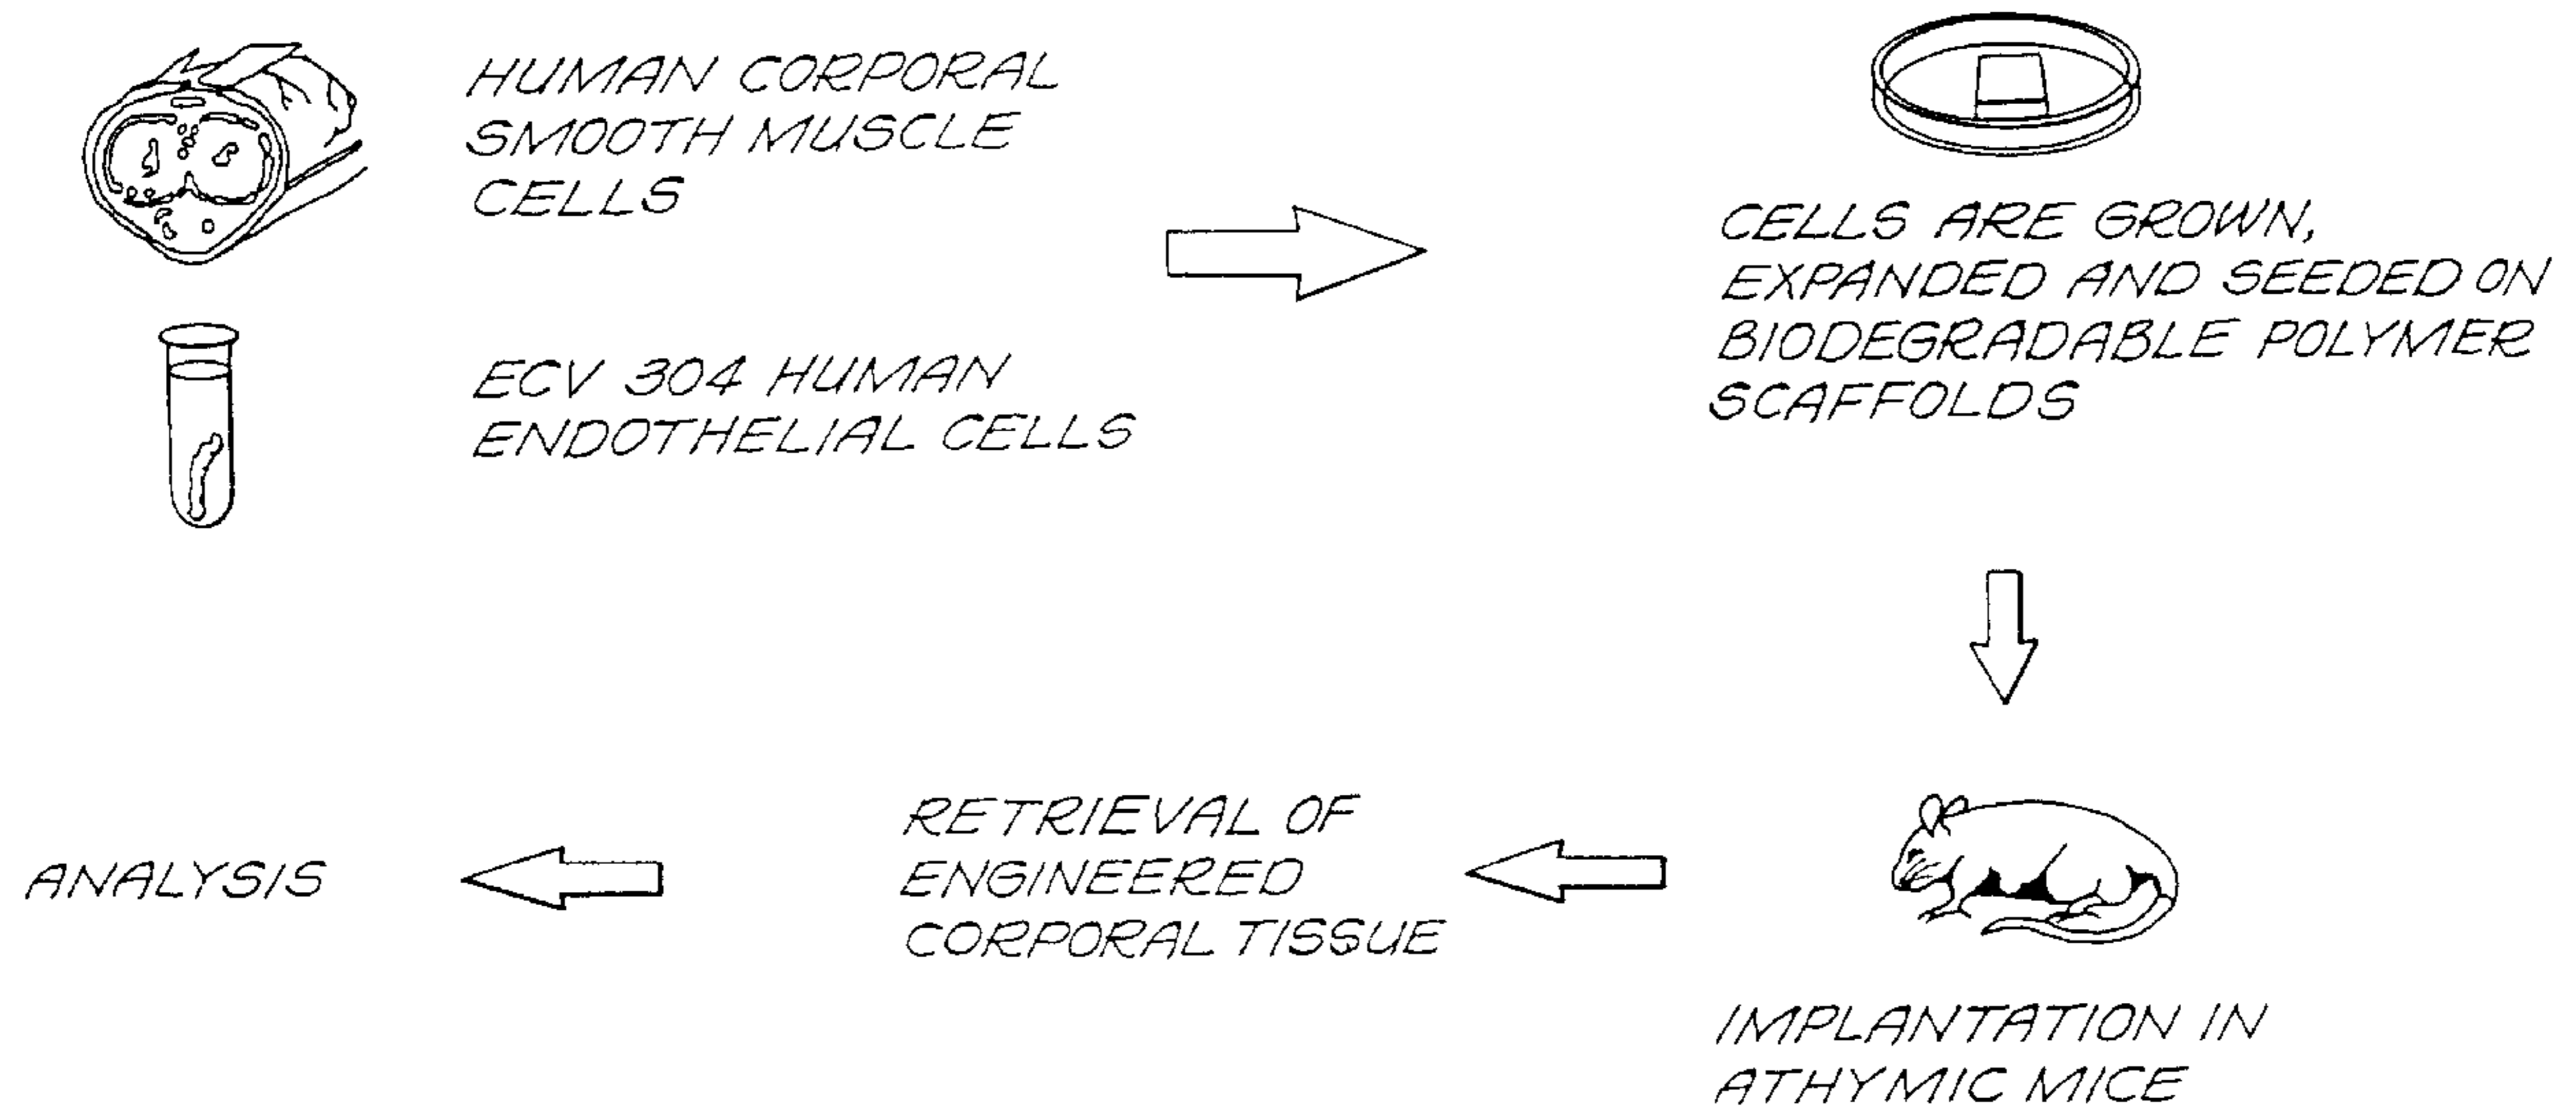 HUMAN CORPORAL
SMOOTH MUSCLE
CELLS
ECV 304 HUMAN
ENDOTHELIAL CELLS
CELLS ARE GROWN,
EXPANDED AND SEEDED ON
BIODEGRADABLE POLYMER
SCAFFOLDS
IMPLANTATION IN
ATHYMIC MICE
RETRIEVAL OF
ENGINEERED
CORPORAL TISSUE
ANALYSIS